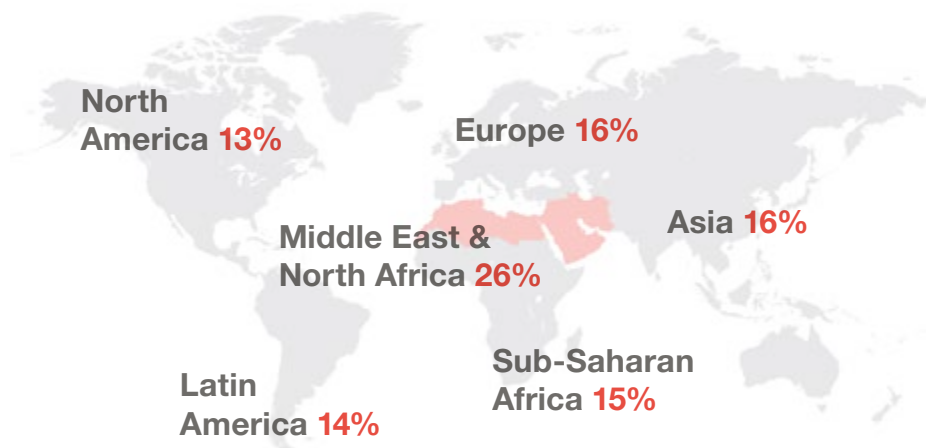 North
America 13%
Europe 16%
Asia 16%
Middle East &
North Africa 26%
Sub-Saharan
Africa 15%
Latin
America 14%